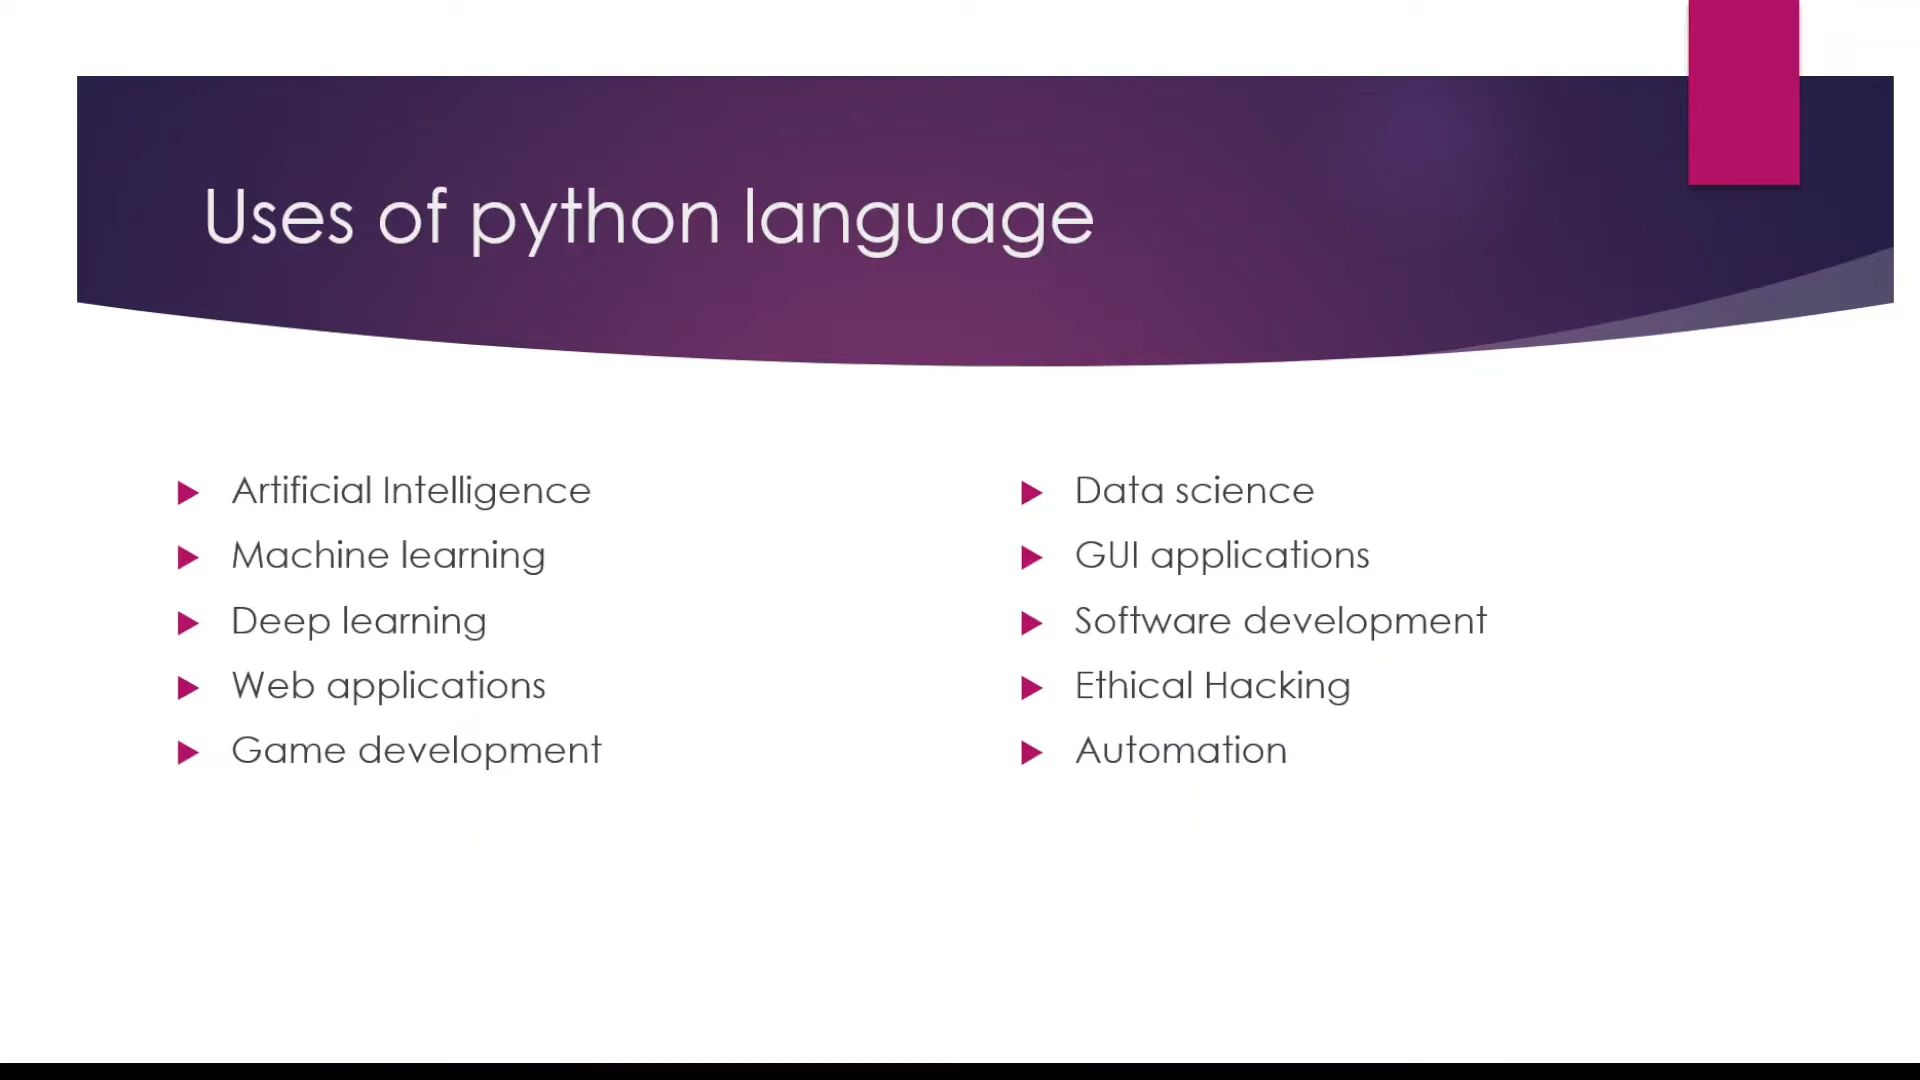 Uses of python language
Artificial Intelligence
Machine learning
Deep learning
Web applications
Game development
Data science
GUI applications
Software development
Ethical Hacking
Automation